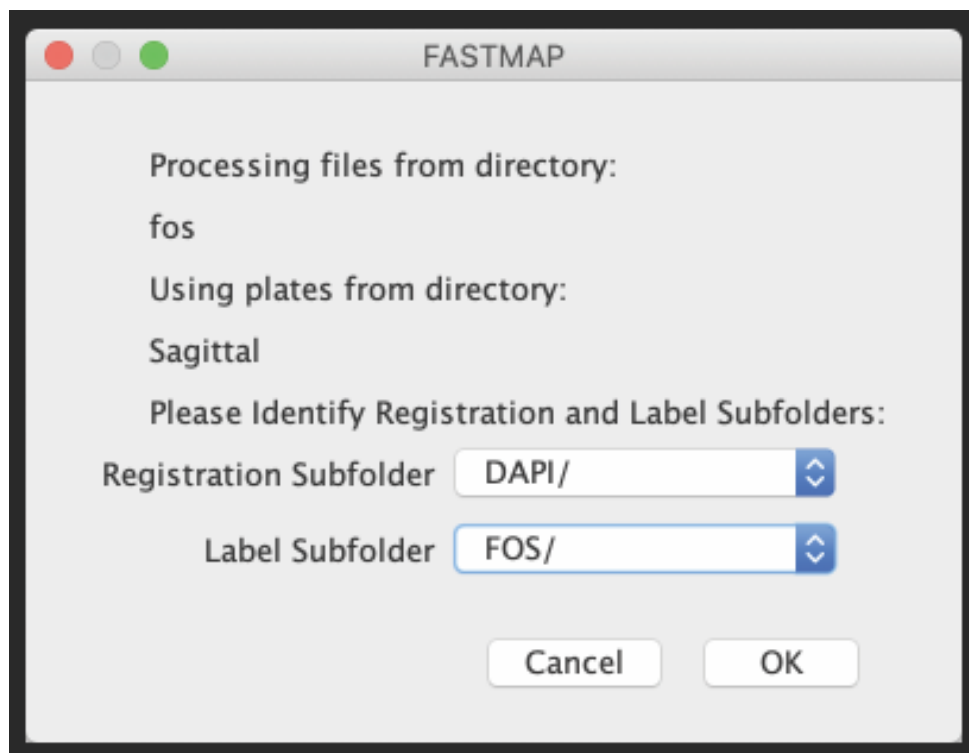 FASTMAP
Processing files from directory:
fos
Using plates from directory:
Sagittal
Please Identify Registration and Label Subfolders:
Registration Subfolder DAPI/
Label Subfolder FOS/
Cancel OK